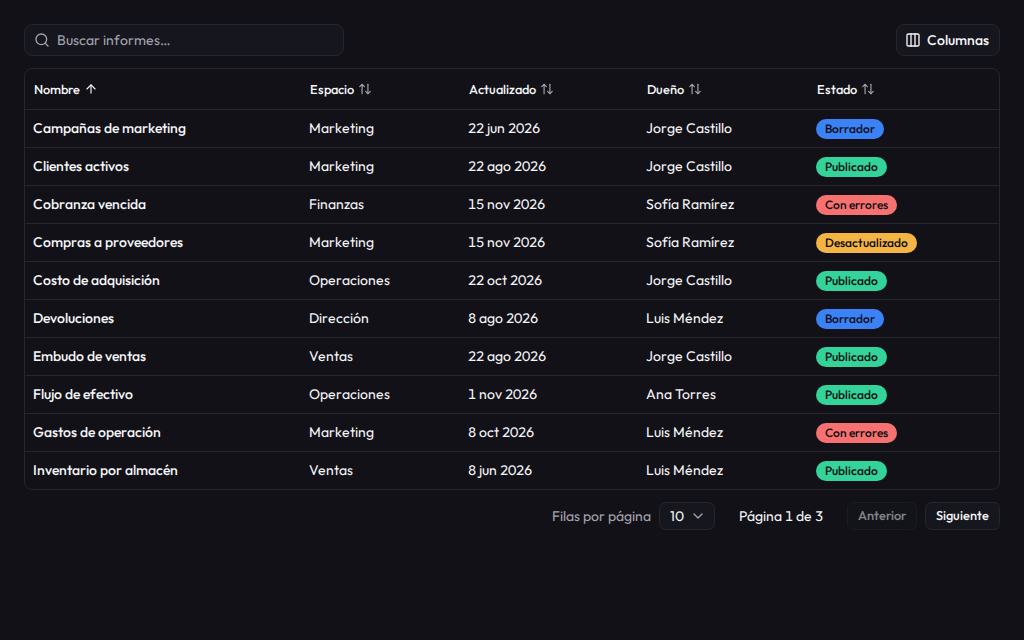 Buscar informes...
Columnas
Nombre Espacio Actualizado Dueño Estado
Campañas de marketing Marketing 22 jun 2026 Jorge Castillo Borrador
Clientes activos Marketing 22 ago 2026 Jorge Castillo Publicado
Cobranza vencida Finanzas 15 nov 2026 Sofía Ramírez Con errores
Compras a proveedores Marketing 15 nov 2026 Sofía Ramírez Desactualizado
Costo de adquisición Operaciones 22 oct 2026 Jorge Castillo Publicado
Devoluciones Dirección 8 ago 2026 Luis Méndez Borrador
Embudo de ventas Ventas 22 ago 2026 Jorge Castillo Publicado
Flujo de efectivo Operaciones 1 nov 2026 Ana Torres Publicado
Gastos de operación Marketing 8 oct 2026 Luis Méndez Con errores
Inventario por almacén Ventas 8 jun 2026 Luis Méndez Publicado
Filas por página 10 Página 1 de 3 Anterior Siguiente